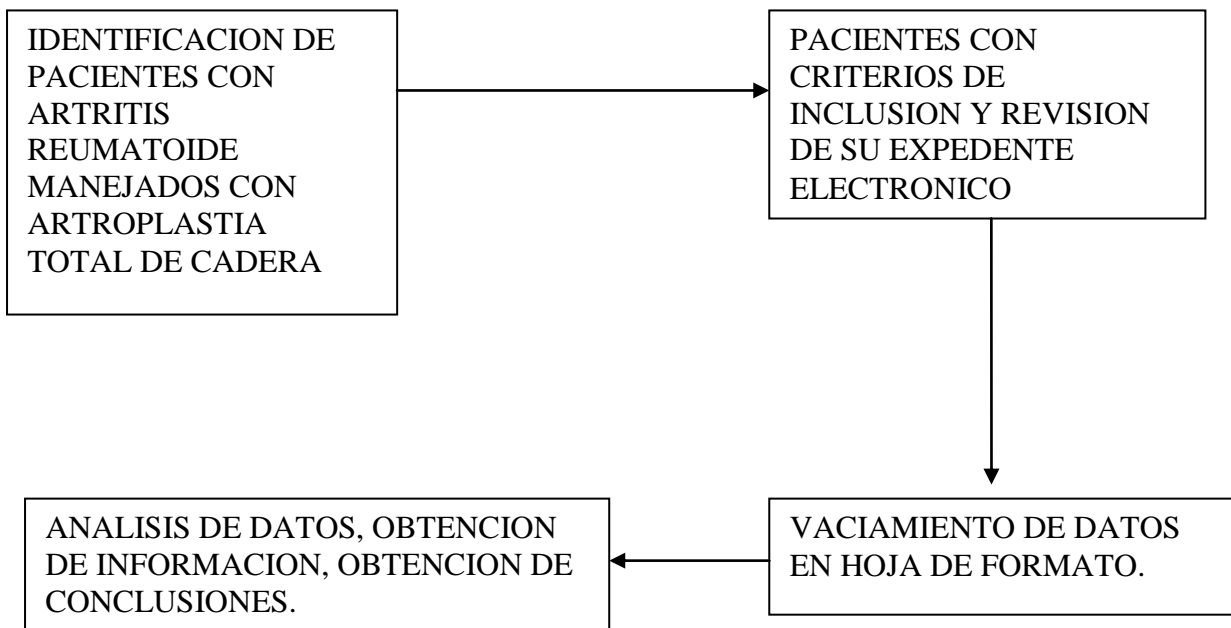 IDENTIFICACION DE
PACIENTES CON
ARTRITIS
REUMATOIDE
MANEJADOS CON
ARTROPLASTIA
TOTAL DE CADERA
PACIENTES CON
CRITERIOS DE
INCLUSION Y REVISION
DE SU EXPEDENTE
ELECTRONICO
VACIAMIENTO DE DATOS
EN HOJA DE FORMATO.
ANALISIS DE DATOS, OBTENCION
DE INFORMACION, OBTENCION DE
CONCLUSIONES.